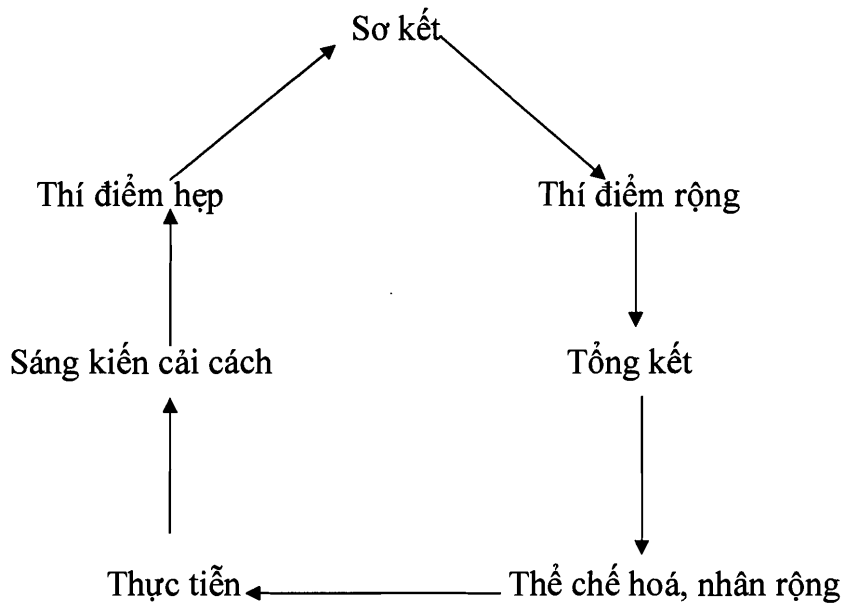 Sơ kết
Thí điểm hẹp
Thí điểm rộng
Sáng kiến cải cách
Tổng kết
Thực tiễn
Thể chế hoá, nhân rộng